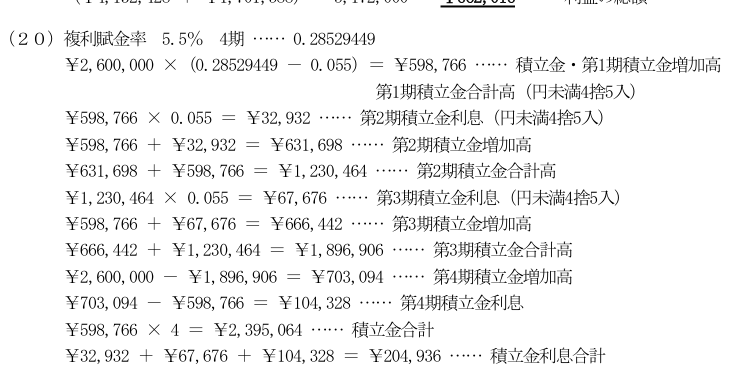 （２０）複利賦金率　5.5%　4期 …… 0.28529449
¥2,600,000 × (0.28529449 − 0.055) = ¥598,766 …… 積立金・第1期積立金増加高
第1期積立金合計高（円未満4捨5入）
¥598,766 × 0.055 = ¥32,932 …… 第2期積立金利息（円未満4捨5入）
¥598,766 + ¥32,932 = ¥631,698 …… 第2期積立金増加高
¥631,698 + ¥598,766 = ¥1,230,464 …… 第2期積立金合計高
¥1,230,464 × 0.055 = ¥67,676 …… 第3期積立金利息（円未満4捨5入）
¥598,766 + ¥67,676 = ¥666,442 …… 第3期積立金増加高
¥666,442 + ¥1,230,464 = ¥1,896,906 …… 第3期積立金合計高
¥2,600,000 − ¥1,896,906 = ¥703,094 …… 第4期積立金増加高
¥703,094 − ¥598,766 = ¥104,328 …… 第4期積立金利息
¥598,766 × 4 = ¥2,395,064 …… 積立金合計
¥32,932 + ¥67,676 + ¥104,328 = ¥204,936 …… 積立金利息合計